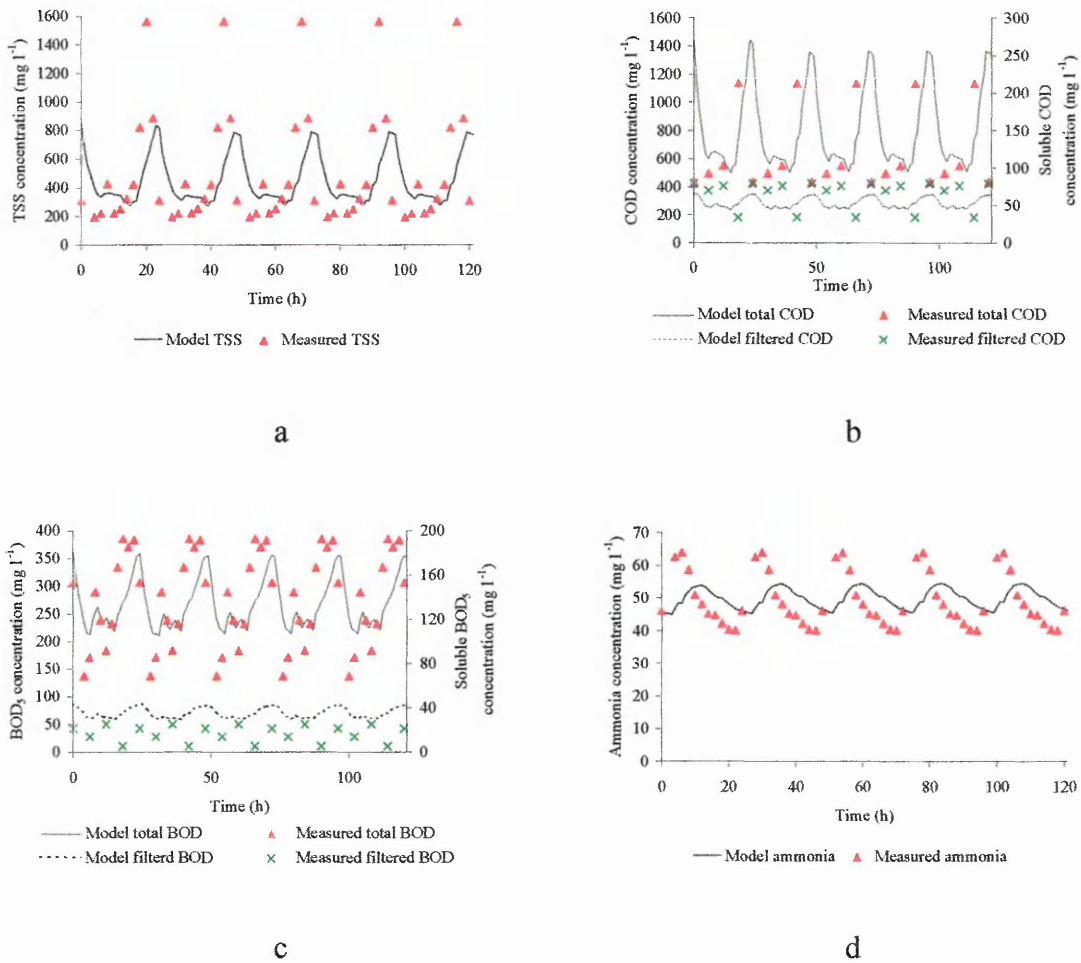 TSS concentration (mg l⁻¹)
1600
1400
1200
1000
800
600
400
200
0
0 20 40 60 80 100 120
Time (h)
Model TSS Measured TSS
a
COD concentration (mg l⁻¹)
1600
1400
1200
1000
800
600
400
200
0
300
250
200
150
100
50
0
Soluble COD
concentration (mg l⁻¹)
0 50 100
Time (h)
Model total COD Measured total COD
Model filtered COD Measured filtered COD
b
BOD₅ concentration (mg l⁻¹)
400
350
300
250
200
150
100
50
0
200
160
120
80
40
0
Soluble BOD₅
concentration (mg l⁻¹)
0 50 100
Time (h)
Model total BOD Measured total BOD
Model filterd BOD Measured filtered BOD
c
Ammonia concentration (mg l⁻¹)
70
60
50
40
30
20
10
0
0 20 40 60 80 100 120
Time (h)
Model ammonia Measured ammonia
d